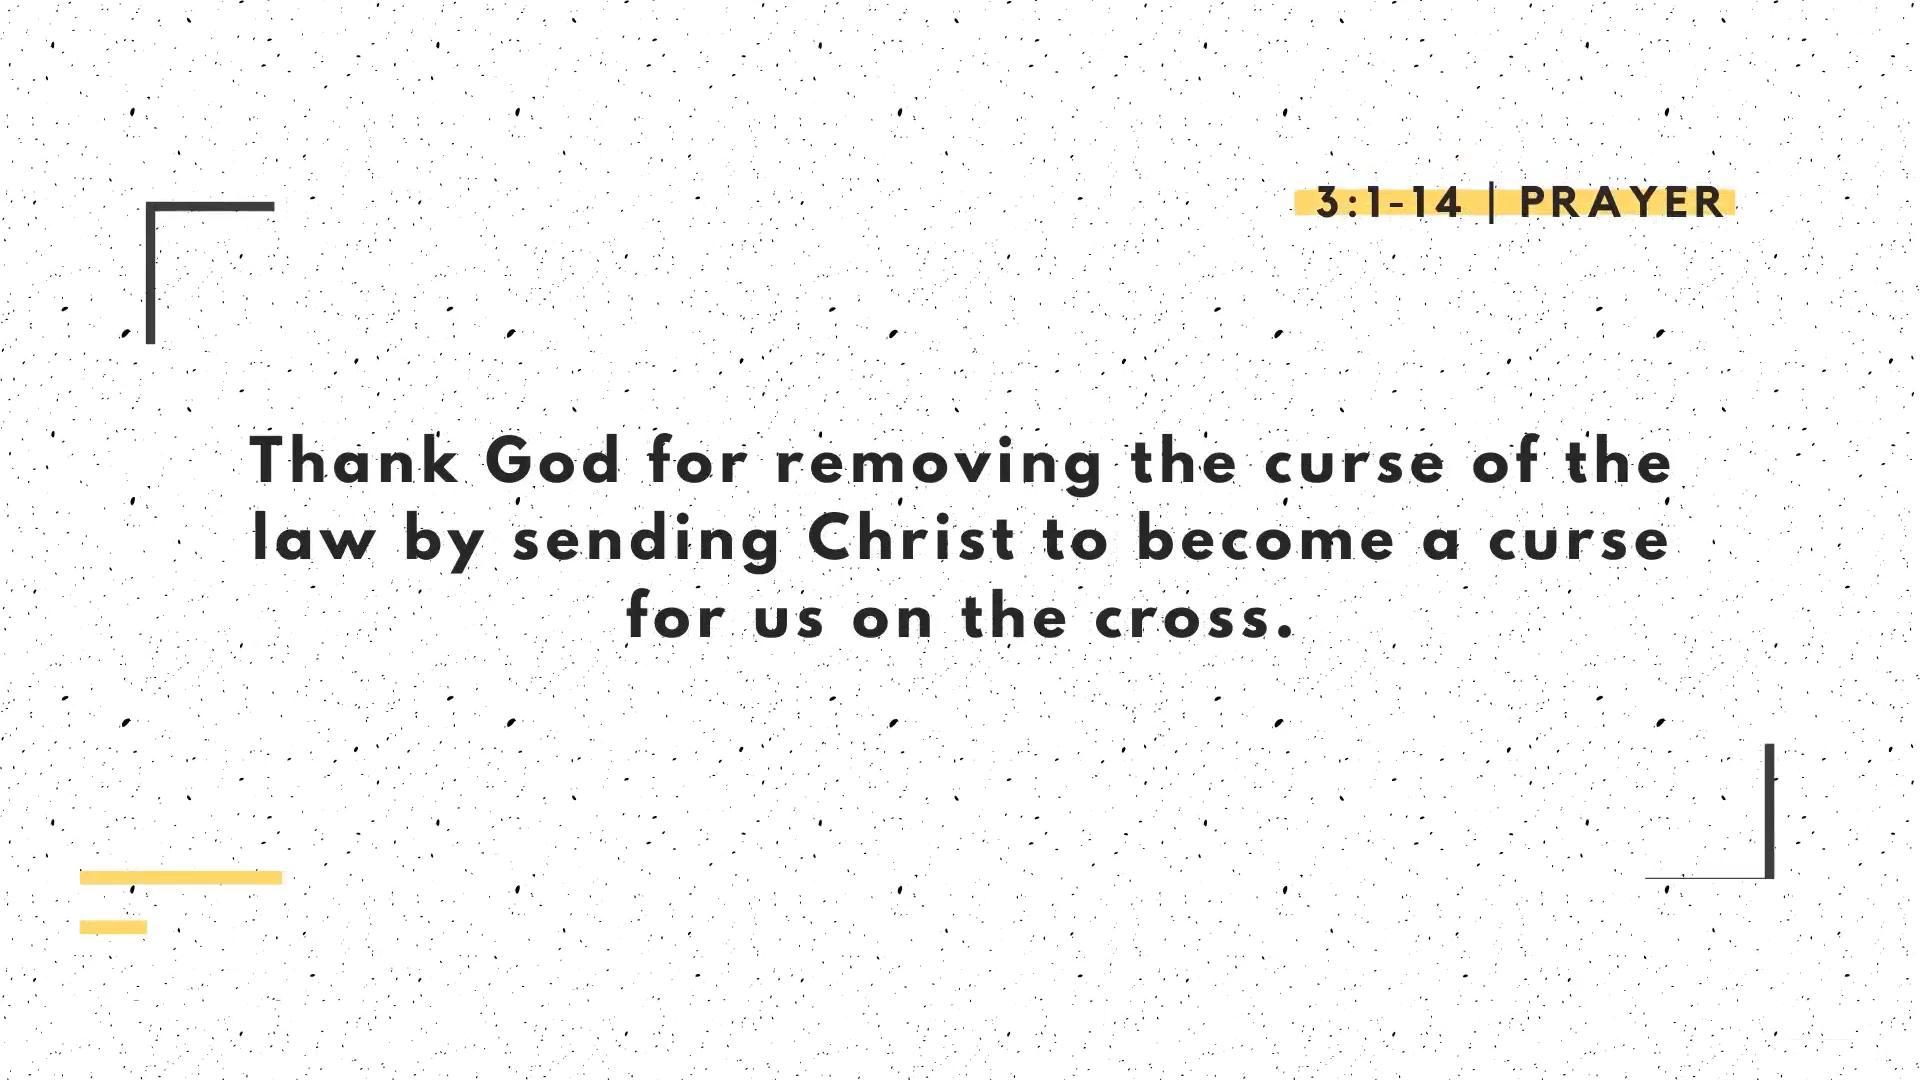 3:1-14 | PRAYER
Thank God for removing the curse of the
law by sending Christ to become a curse
for us on the cross.